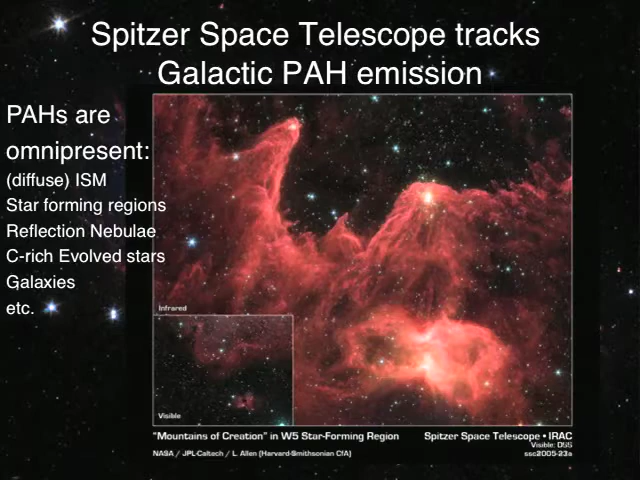 Spitzer Space Telescope tracks
Galactic PAH emission
PAHs are
omnipresent:
(diffuse) ISM
Star forming regions
Reflection Nebulae
C-rich Evolved stars
Galaxies
etc.
Infrared
Visible
"Mountains of Creation" in W5 Star-Forming Region
NASA / JPL-Caltech / L. Allen (Harvard-Smithsonian CfA)
Spitzer Space Telescope • IRAC
Visible: DSS
ssc2005-23a